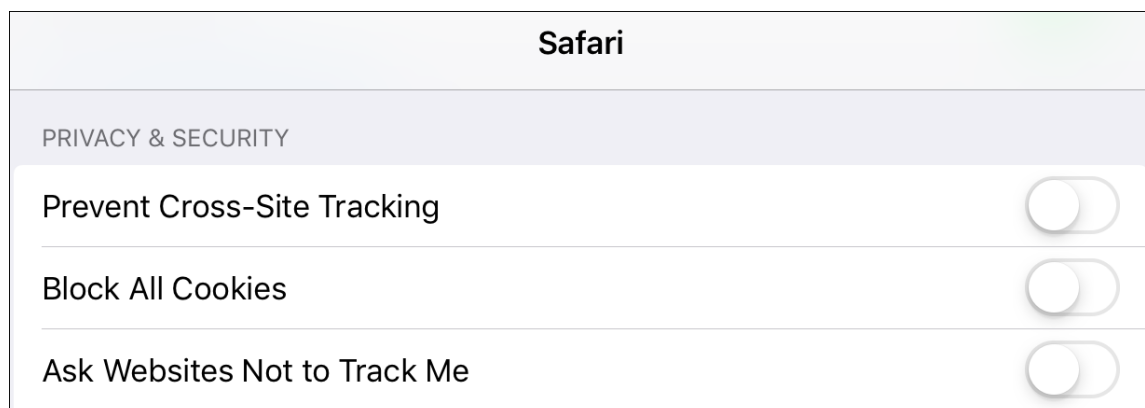 Safari
PRIVACY & SECURITY
Prevent Cross-Site Tracking
Block All Cookies
Ask Websites Not to Track Me